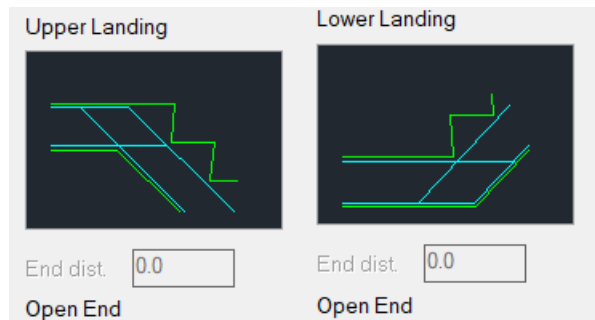 Upper Landing
Lower Landing
End dist. 0.0
End dist. 0.0
Open End
Open End